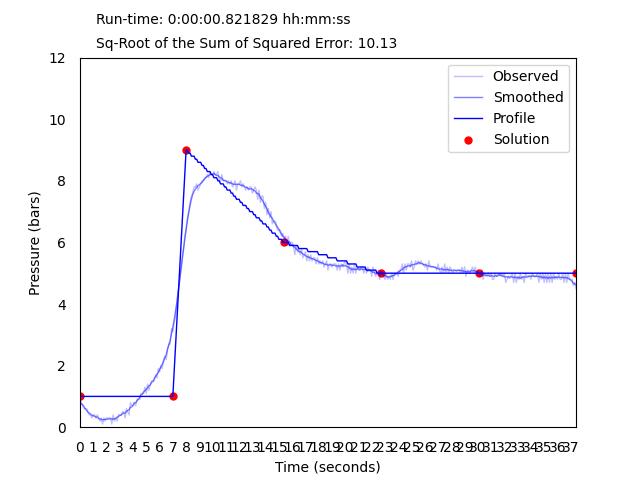 Run-time: 0:00:00.821829 hh:mm:ss
Sq-Root of the Sum of Squared Error: 10.13
12
10
8
6
4
2
0
Pressure (bars)
Observed
Smoothed
Profile
Solution
0 1 2 3 4 5 6 7 8 9 10 11 12 13 14 15 16 17 18 19 20 21 22 23 24 25 26 27 28 29 30 31 32 33 34 35 36 37
Time (seconds)